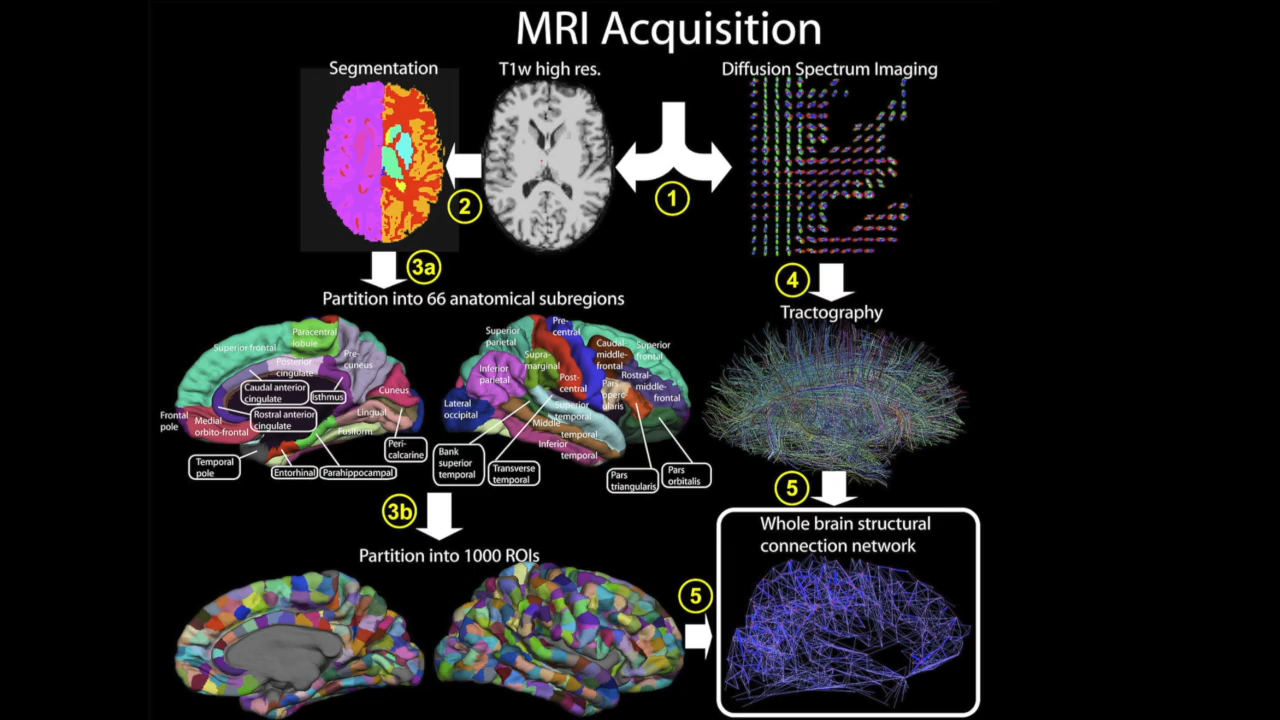 MRI Acquisition
Segmentation
T1w high res.
Diffusion Spectrum Imaging
1
2
3a
4
Partition into 66 anatomical subregions
Tractography
Superior frontal
Paracentral
lobule
Posterior
cingulate
Pre-
cuneus
Caudal anterior
cingulate
Isthmus
Cuneus
Frontal
pole
Medial
orbito-frontal
Rostral anterior
cingulate
Lingual
Fusiform
Peri-
calcarine
Temporal
pole
Entorhinal
Parahippocampal
Superior
parietal
Pre-
central
Supra-
marginal
Caudal-
middle-
frontal
Superior
frontal
Inferior
parietal
Post-
central
Rostral-
middle-
frontal
Pars
operc-
ularis
Lateral
occipital
Superior
temporal
Middle
temporal
Inferior
temporal
Bank
superior
temporal
Transverse
temporal
Pars
triangularis
Pars
orbitalis
3b
5
Partition into 1000 ROIs
5
Whole brain structural
connection network